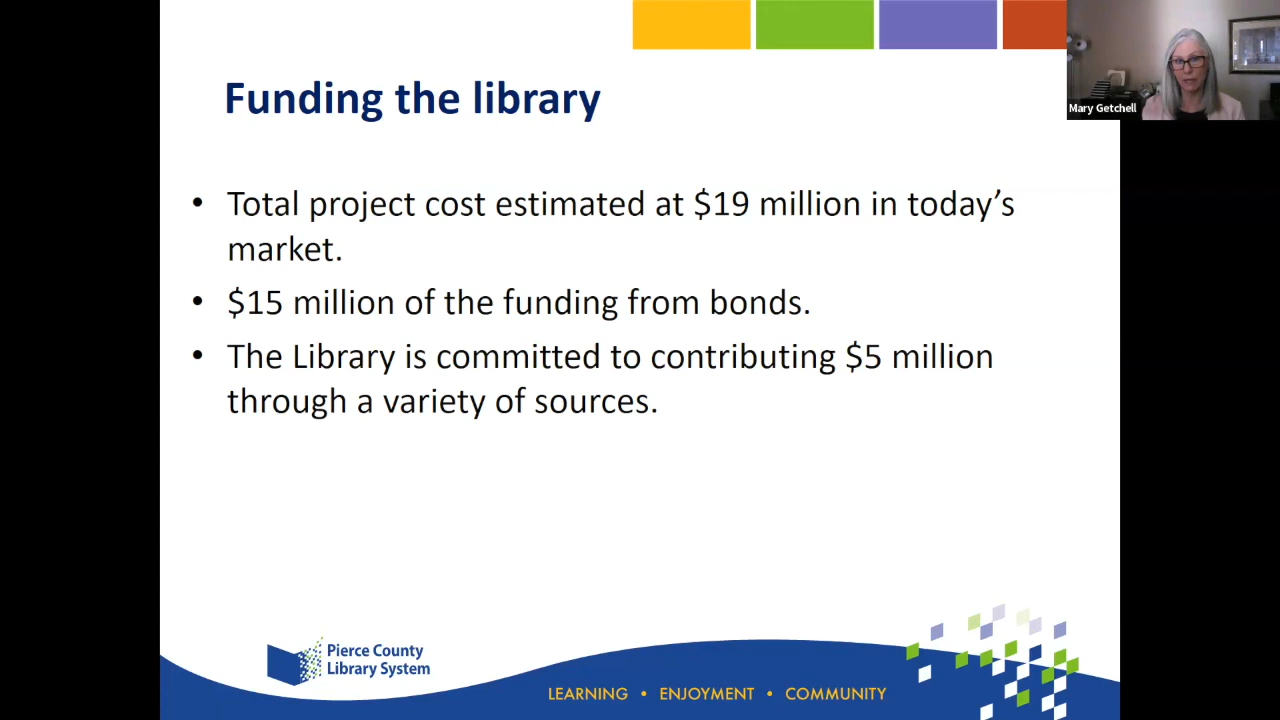 Funding the library
Mary Getchell
• Total project cost estimated at $19 million in today’s
market.
• $15 million of the funding from bonds.
• The Library is committed to contributing $5 million
through a variety of sources.
Pierce County
Library System
LEARNING • ENJOYMENT • COMMUNITY